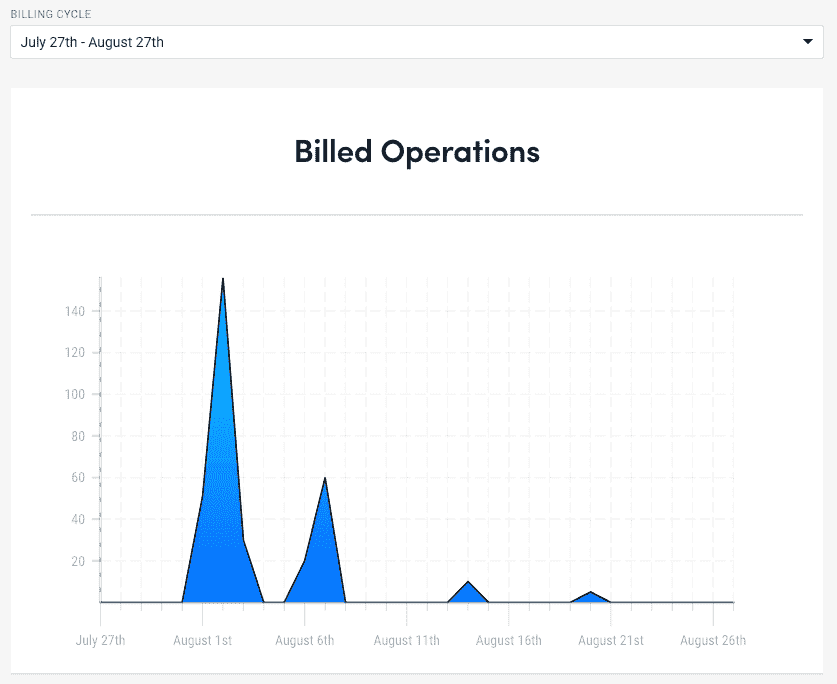 BILLING CYCLE
July 27th - August 27th
Billed Operations
140
120
100
80
60
40
20
July 27th August 1st August 6th August 11th August 16th August 21st August 26th